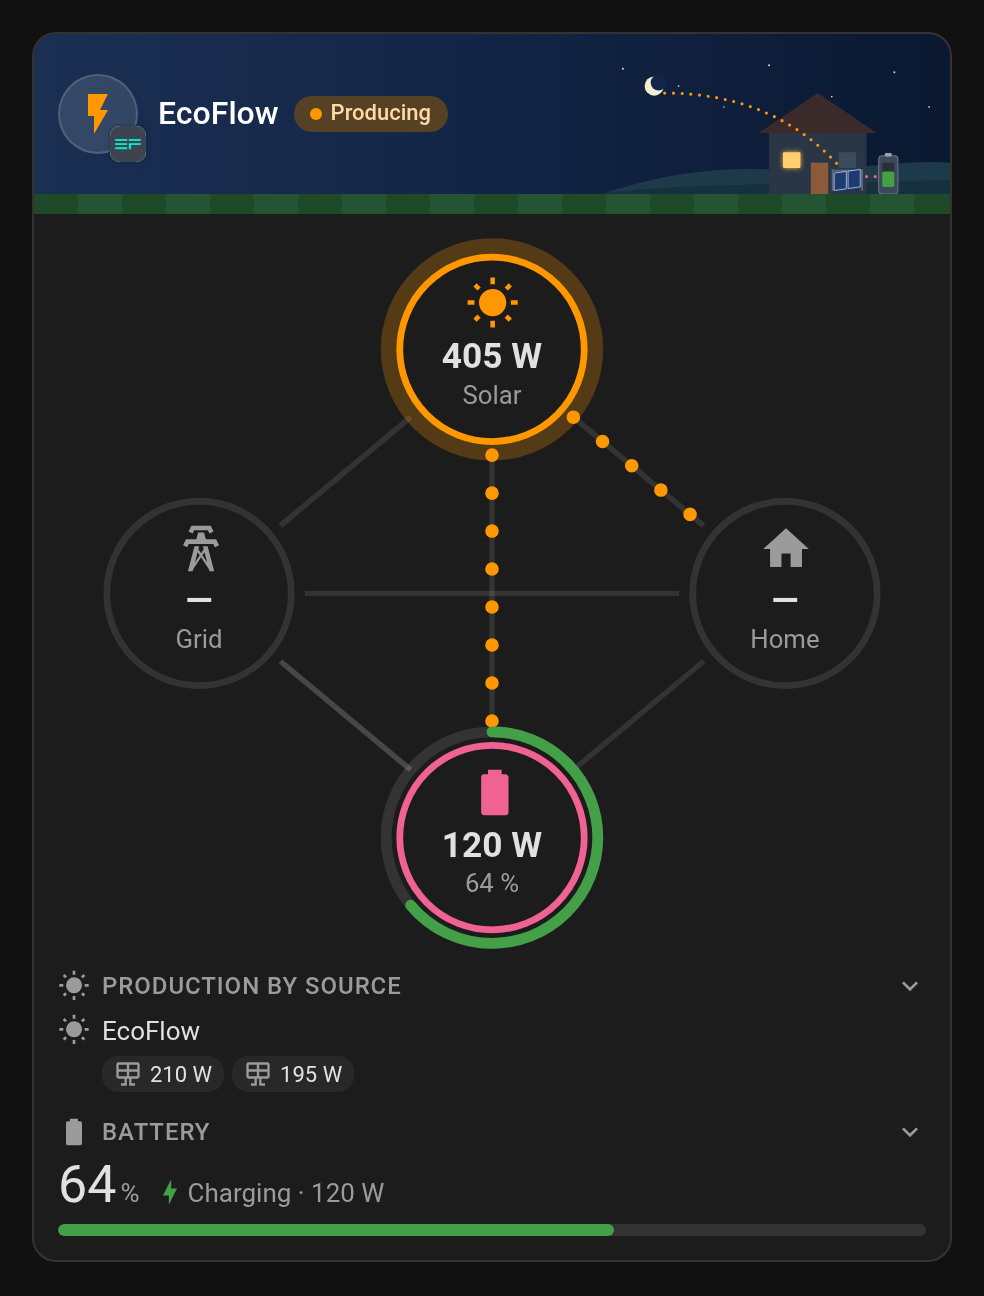 EcoFlow
Producing
405 W
Solar
–
Grid
–
Home
120 W
64 %
PRODUCTION BY SOURCE
EcoFlow
210 W
195 W
BATTERY
64 %
Charging · 120 W